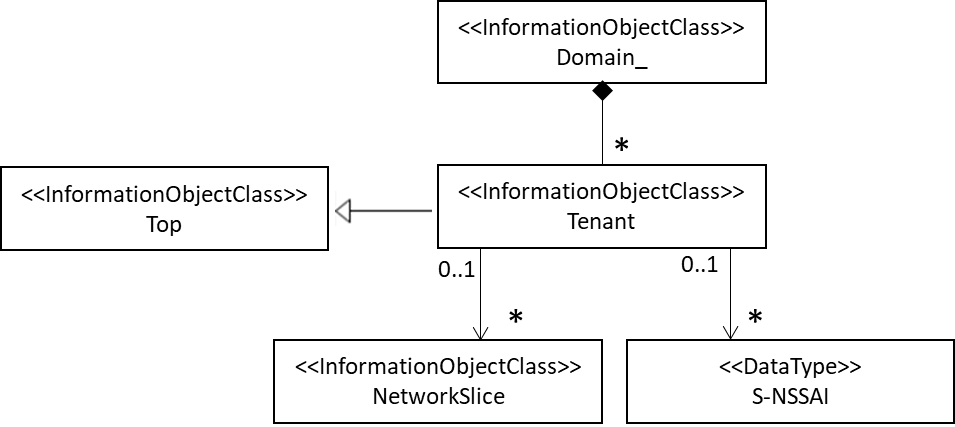 <<InformationObjectClass>>
Domain_
*
<<InformationObjectClass>>
Top
<<InformationObjectClass>>
Tenant
0..1
0..1
*
*
<<InformationObjectClass>>
NetworkSlice
<<DataType>>
S-NSSAI